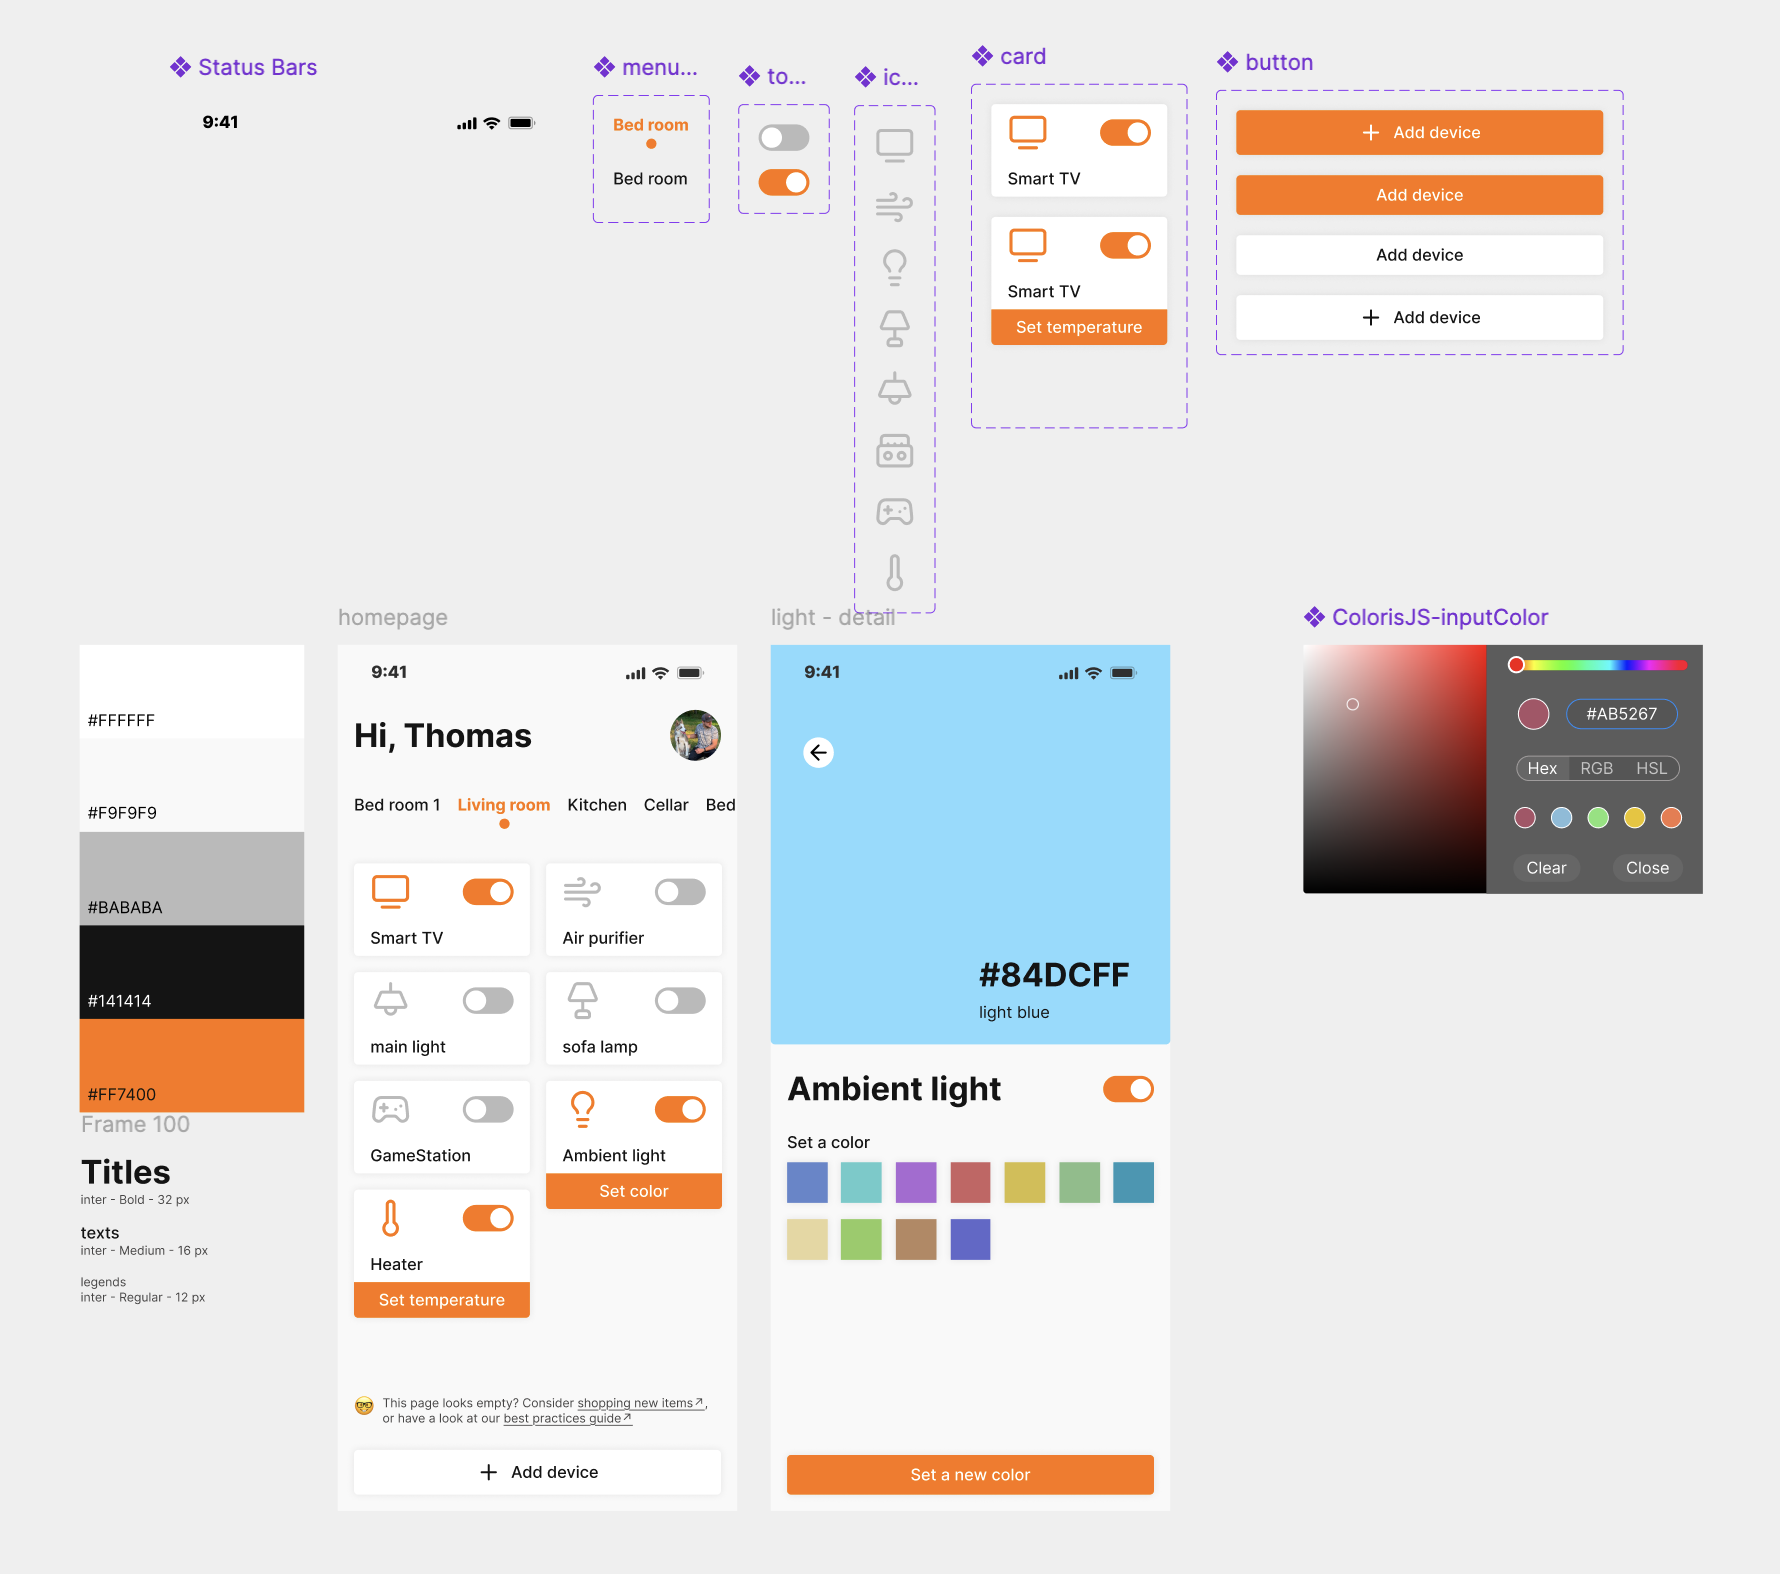 Status Bars
9:41
menu...
Bed room
Bed room
to...
ic...
card
Smart TV
Smart TV
Set temperature
button
Add device
Add device
Add device
Add device
#FFFFFF
#F9F9F9
#BABABA
#141414
#FF7400
Frame 100
Titles
inter - Bold - 32 px
texts
inter - Medium - 16 px
legends
inter - Regular - 12 px
homepage
9:41
Hi, Thomas
Bed room 1 Living room Kitchen Cellar Bed
Smart TV
Air purifier
main light
sofa lamp
GameStation
Ambient light
Set color
Heater
Set temperature
This page looks empty? Consider shopping new items↗,
or have a look at our best practices guide↗
Add device
light - detail
9:41
#84DCFF
light blue
Ambient light
Set a color
Set a new color
ColorisJS-inputColor
#AB5267
Hex RGB HSL
Clear Close